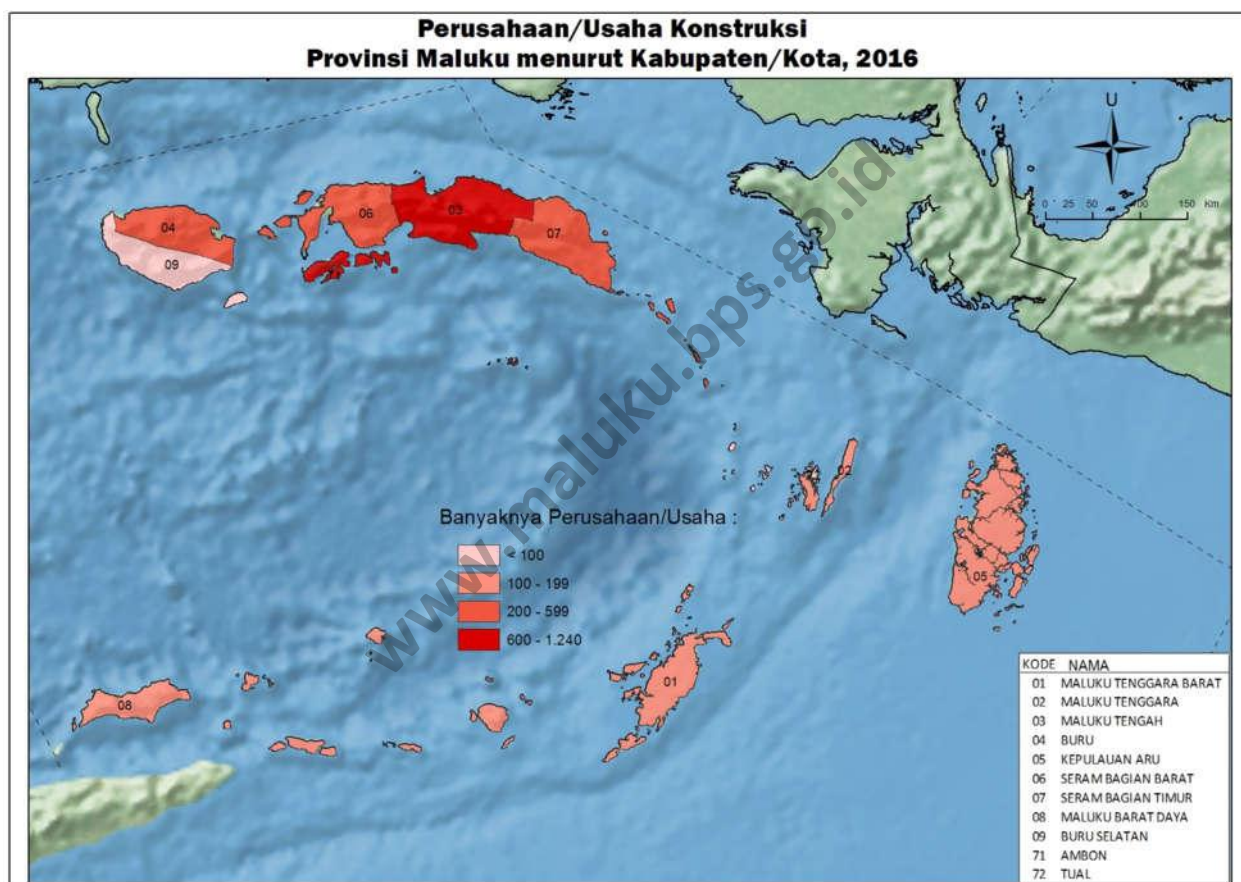 Perusahaan/Usaha Konstruksi
Provinsi Maluku menurut Kabupaten/Kota, 2016
U
0 25 50 100 150 Km
04
09
06
03
07
02
05
01
08
Banyaknya Perusahaan/Usaha :
< 100
100 - 199
200 - 599
600 - 1.240
www.maluku.bps.go.id
KODE NAMA
01 MALUKU TENGGARA BARAT
02 MALUKU TENGGARA
03 MALUKU TENGAH
04 BURU
05 KEPULAUAN ARU
06 SERAM BAGIAN BARAT
07 SERAM BAGIAN TIMUR
08 MALUKU BARAT DAYA
09 BURU SELATAN
71 AMBON
72 TUAL